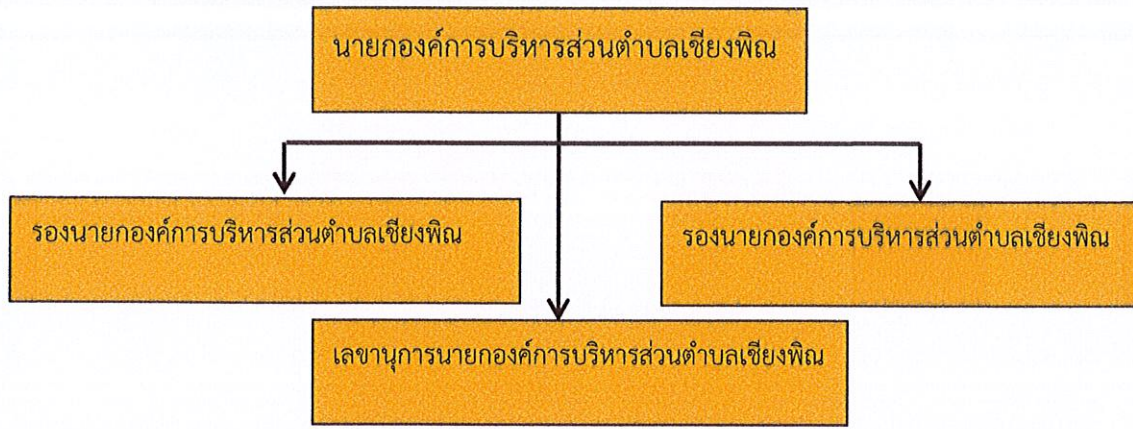 นายกองค์การบริหารส่วนตำบลเชียงพิณ
รองนายกองค์การบริหารส่วนตำบลเชียงพิณ
รองนายกองค์การบริหารส่วนตำบลเชียงพิณ
เลขานุการนายกองค์การบริหารส่วนตำบลเชียงพิณ